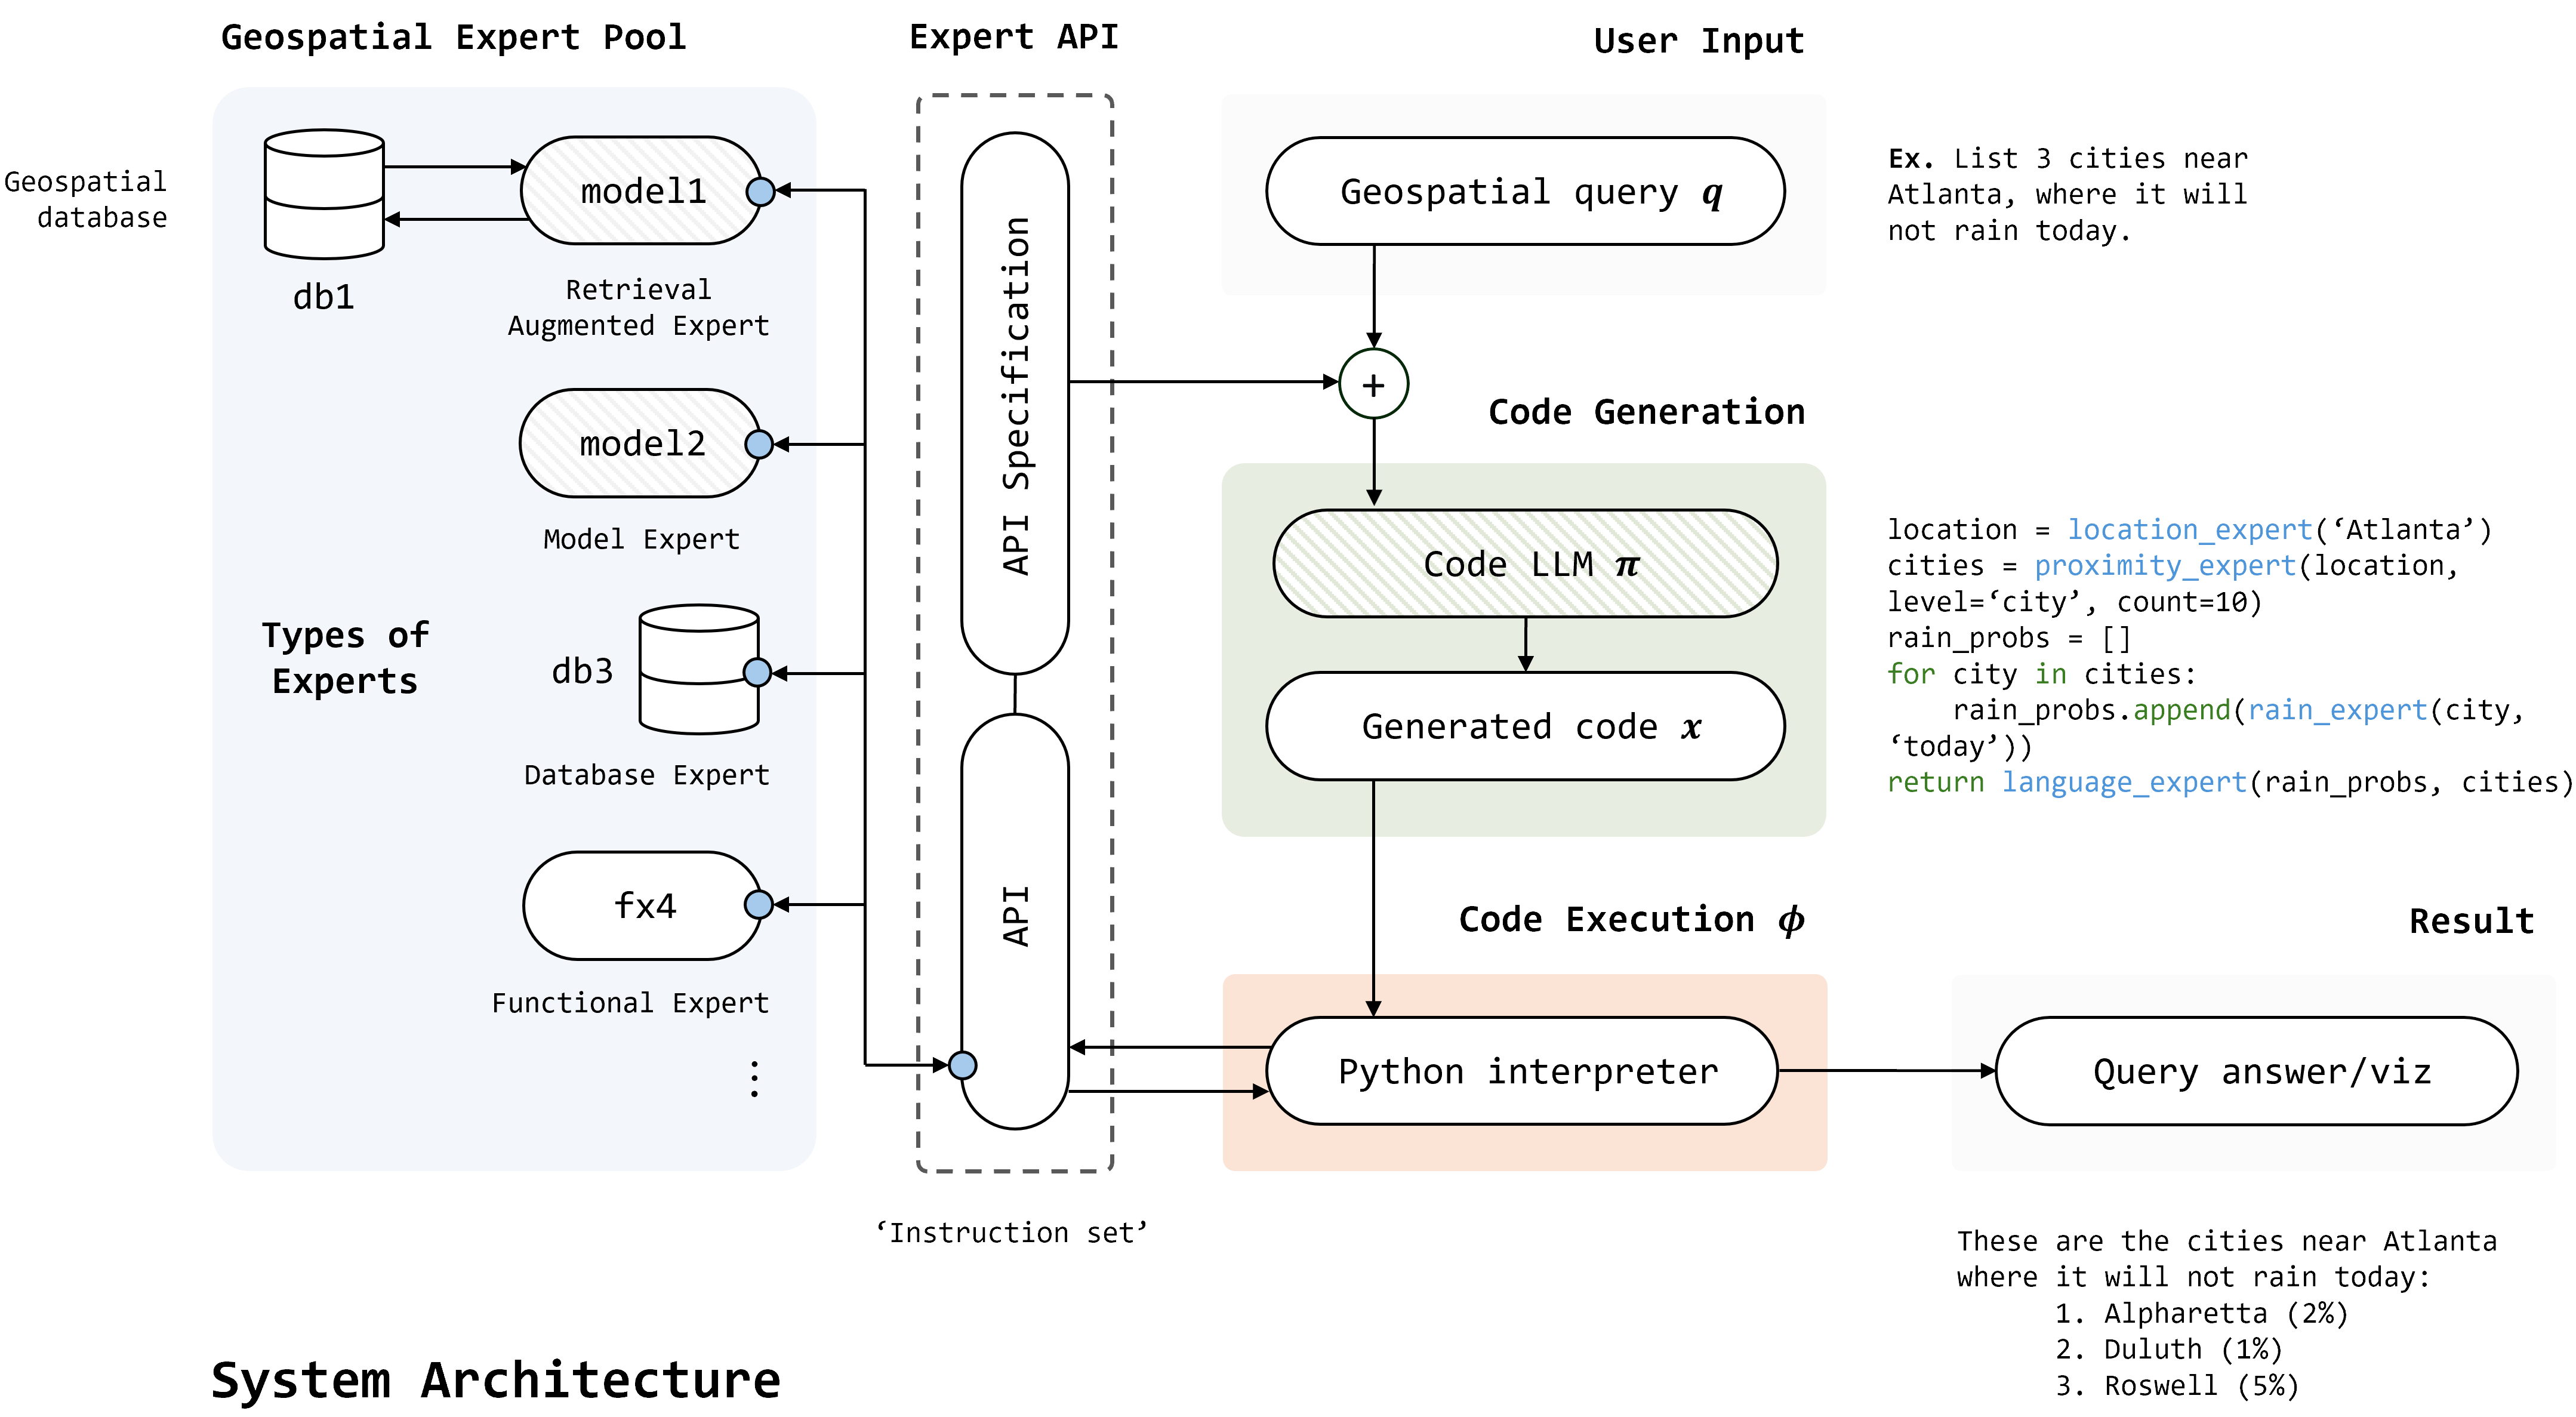 Geospatial Expert Pool
Geospatial
database
db1
model1
Retrieval
Augmented Expert
model2
Model Expert
Types of
Experts
db3
Database Expert
fx4
Functional Expert
⋮
Expert API
API Specification
API
‘Instruction set’
User Input
Geospatial query q
Ex. List 3 cities near
Atlanta, where it will
not rain today.
+
Code Generation
Code LLM π
Generated code x
location = location_expert(‘Atlanta’)
cities = proximity_expert(location,
level=‘city’, count=10)
rain_probs = []
for city in cities:
    rain_probs.append(rain_expert(city,
‘today’))
return language_expert(rain_probs, cities)
Code Execution ϕ
Python interpreter
Result
Query answer/viz
These are the cities near Atlanta
where it will not rain today:
1. Alpharetta (2%)
2. Duluth (1%)
3. Roswell (5%)
System Architecture